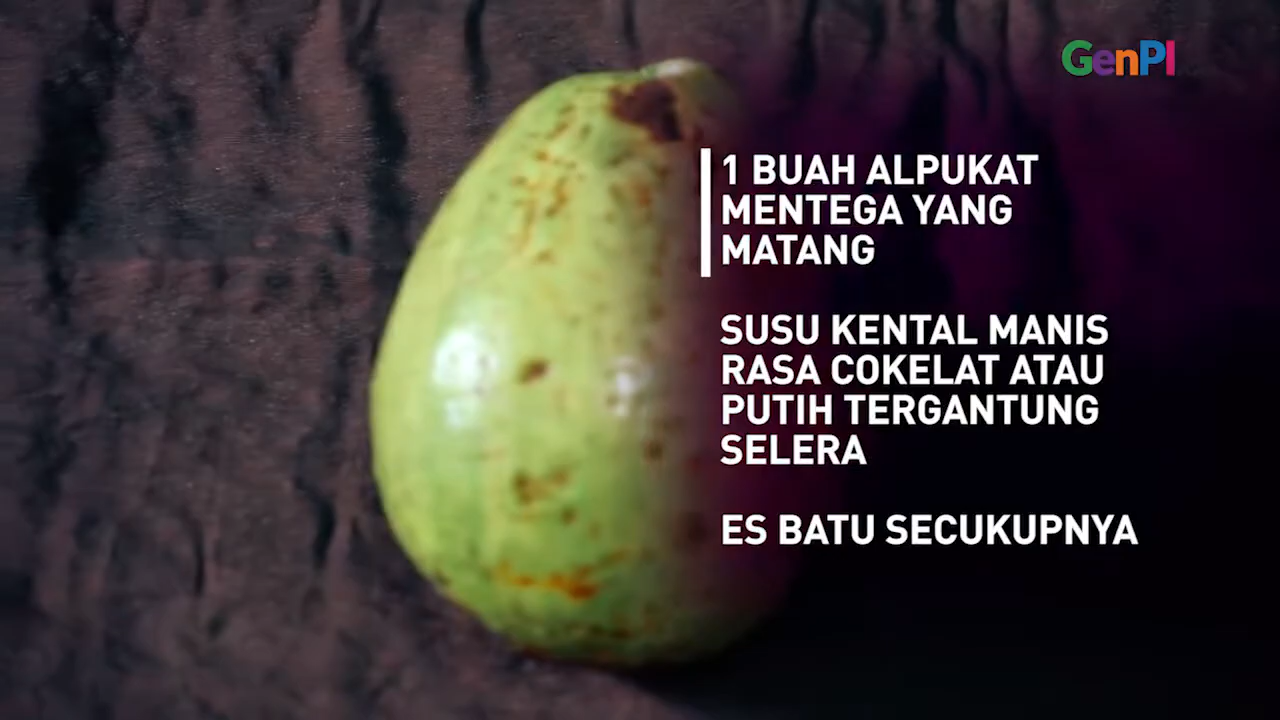 GenPI
1 BUAH ALPUKAT
MENTEGA YANG
MATANG
SUSU KENTAL MANIS
RASA COKELAT ATAU
PUTIH TERGANTUNG
SELERA
ES BATU SECUKUPNYA